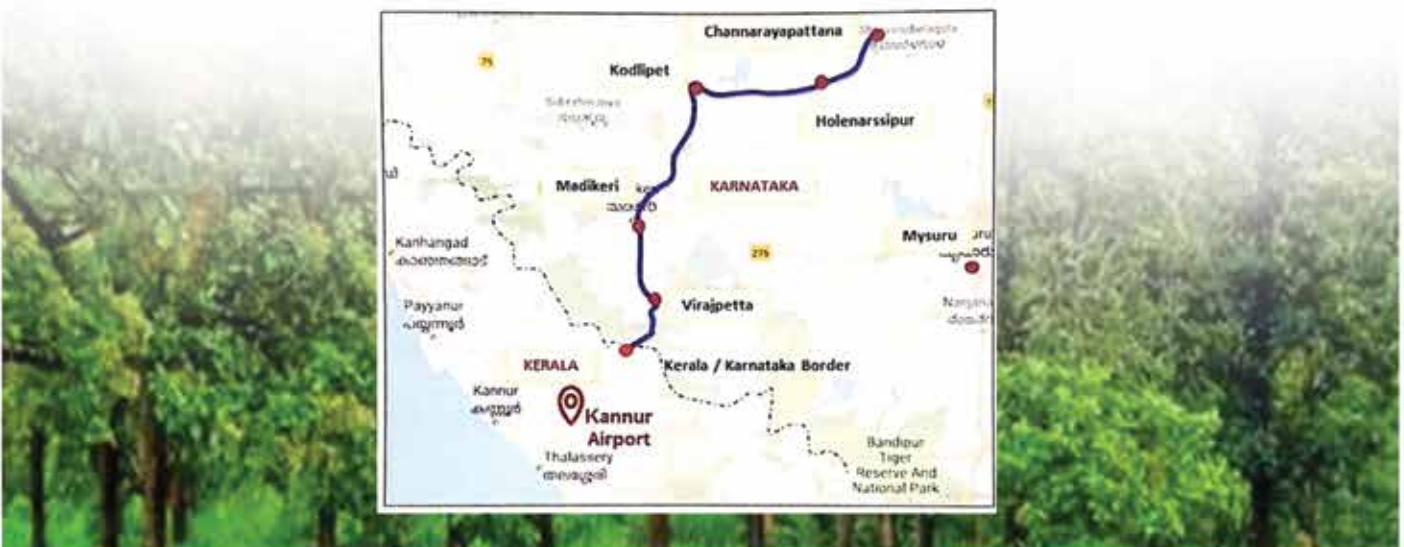 Channarayapattana
75
Kodlipet
Holenarssipur
Madikeri
KARNATAKA
Mysuru
275
Kanhangad
കാഞ്ഞങ്ങാട്
Payyanur
പയ്യന്നൂർ
Virajpetta
KERALA
Kerala / Karnataka Border
Kannur
കണ്ണൂർ
Kannur
Airport
Thalassery
തലശ്ശേരി
Bandipur
Tiger
Reserve And
National Park